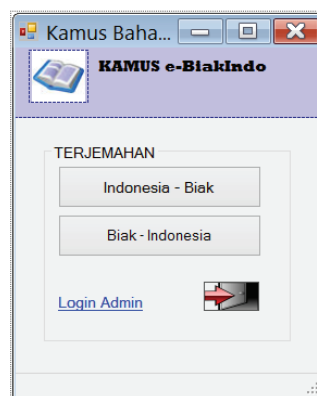 Kamus Baha...
KAMUS e-BiakIndo
TERJEMAHAN
Indonesia - Biak
Biak - Indonesia
Login Admin